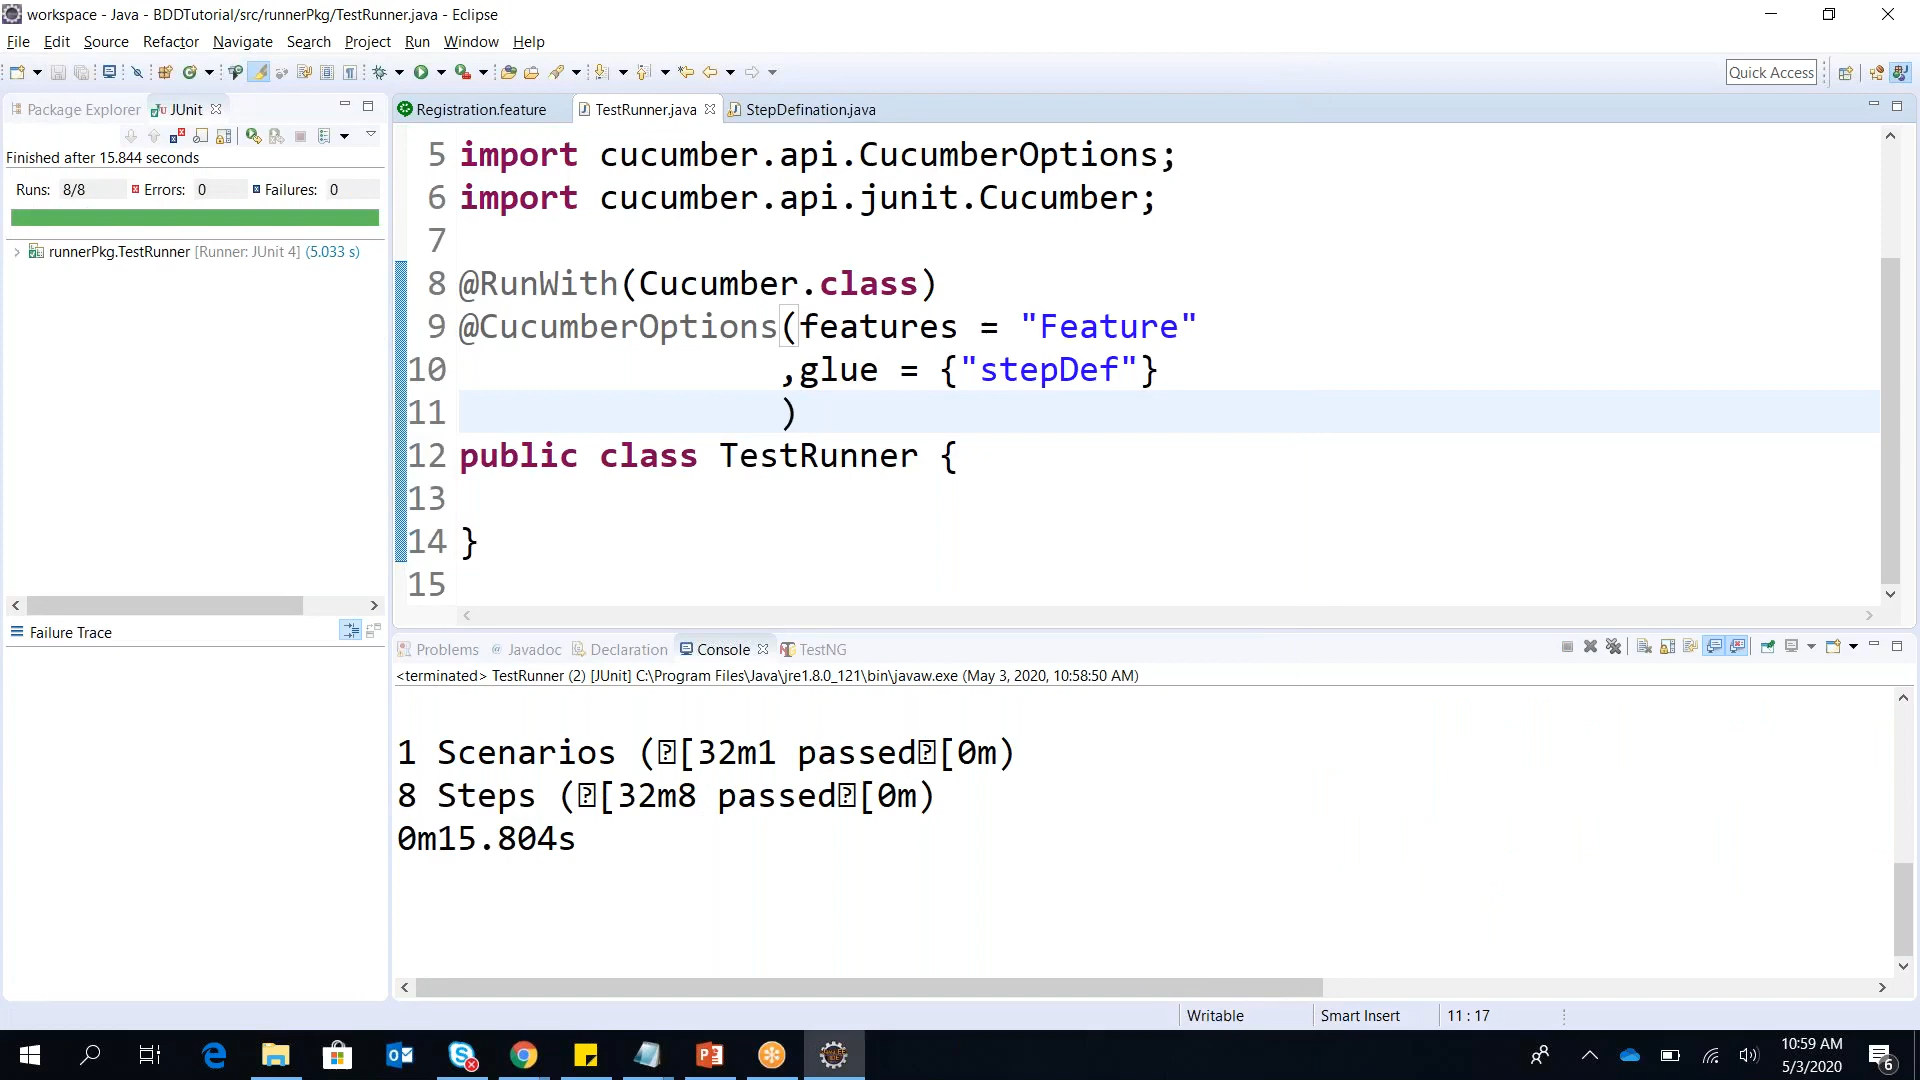 workspace - Java - BDDTutorial/src/runnerPkg/TestRunner.java - Eclipse
File Edit Source Refactor Navigate Search Project Run Window Help
Quick Access
Package Explorer JUnit
Finished after 15.844 seconds
Runs: 8/8 Errors: 0 Failures: 0
runnerPkg.TestRunner [Runner: JUnit 4] (5.033 s)
Failure Trace
Registration.feature TestRunner.java StepDefination.java
5 import cucumber.api.CucumberOptions;
6 import cucumber.api.junit.Cucumber;
7
8 @RunWith(Cucumber.class)
9 @CucumberOptions(features = "Feature"
10 ,glue = {"stepDef"}
11 )
12 public class TestRunner {
13
14 }
15
Problems Javadoc Declaration Console TestNG
<terminated> TestRunner (2) [JUnit] C:\Program Files\Java\jre1.8.0_121\bin\javaw.exe (May 3, 2020, 10:58:50 AM)
1 Scenarios (⍰[32m1 passed⍰[0m)
8 Steps (⍰[32m8 passed⍰[0m)
0m15.804s
Writable Smart Insert 11 : 17
10:59 AM
5/3/2020
6